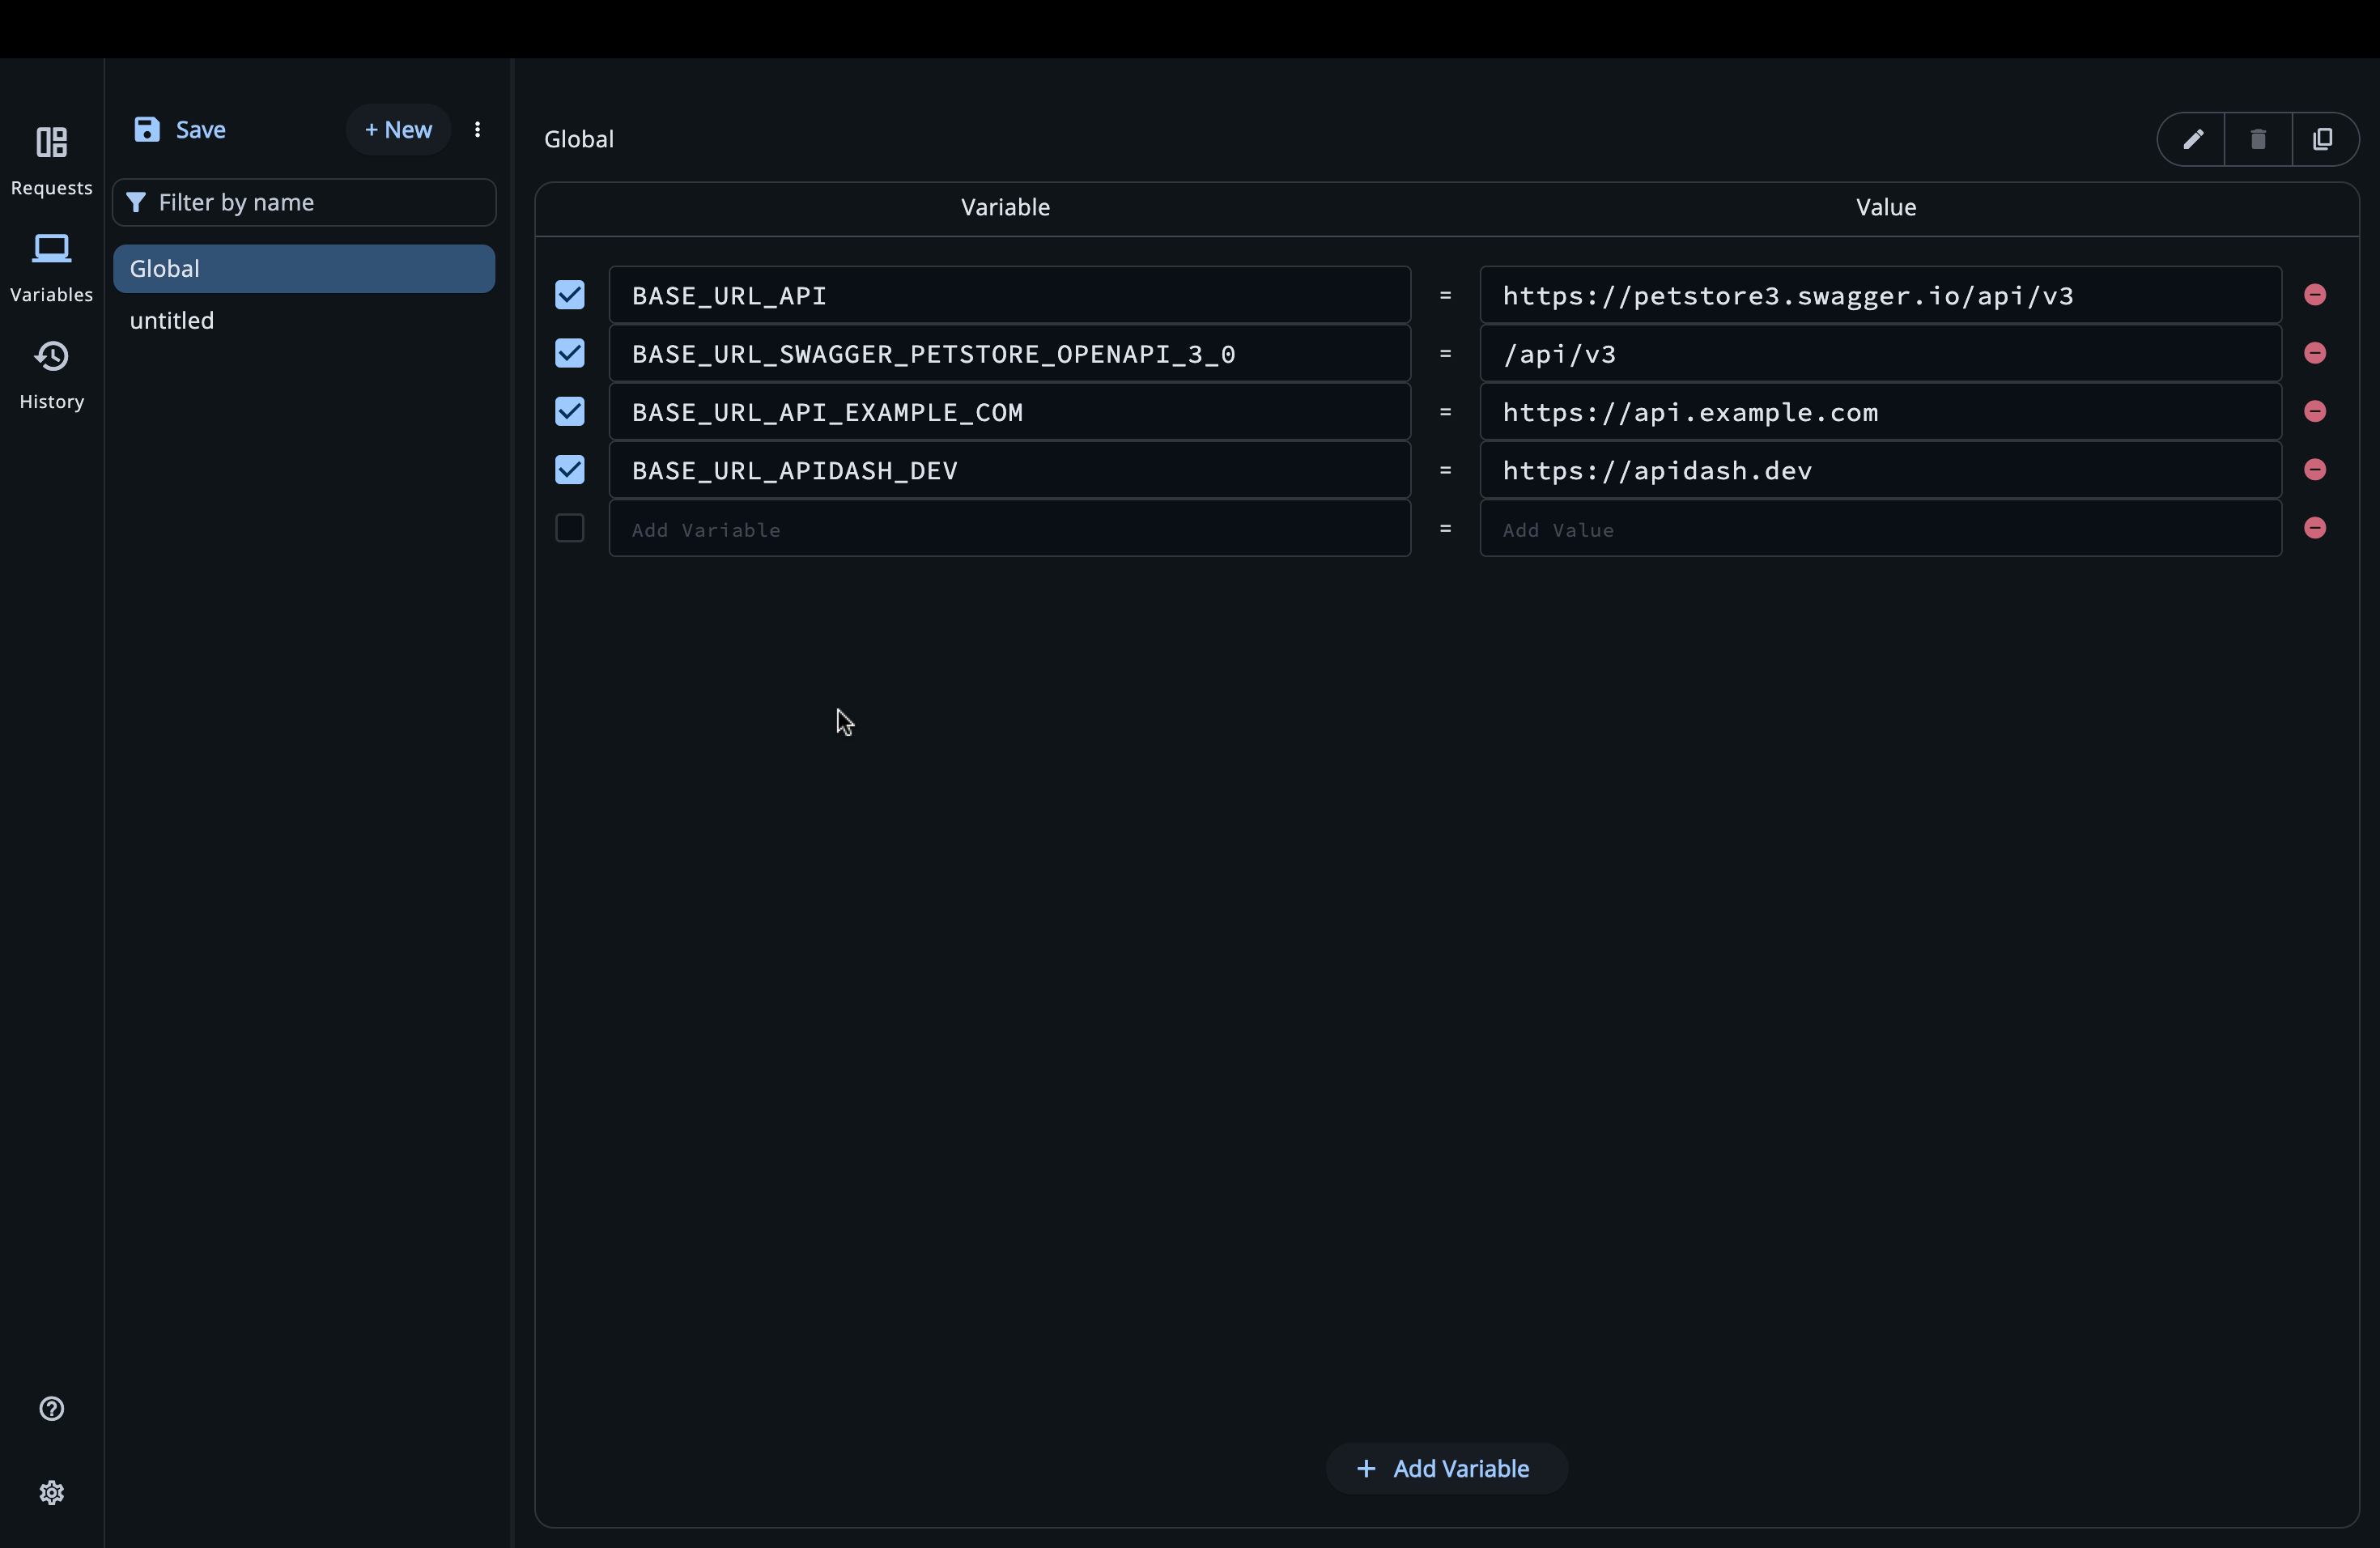 Requests
Variables
History
Save
+ New
Filter by name
Global
untitled
Global
Variable Value
BASE_URL_API = https://petstore3.swagger.io/api/v3
BASE_URL_SWAGGER_PETSTORE_OPENAPI_3_0 = /api/v3
BASE_URL_API_EXAMPLE_COM = https://api.example.com
BASE_URL_APIDASH_DEV = https://apidash.dev
Add Variable = Add Value
+ Add Variable